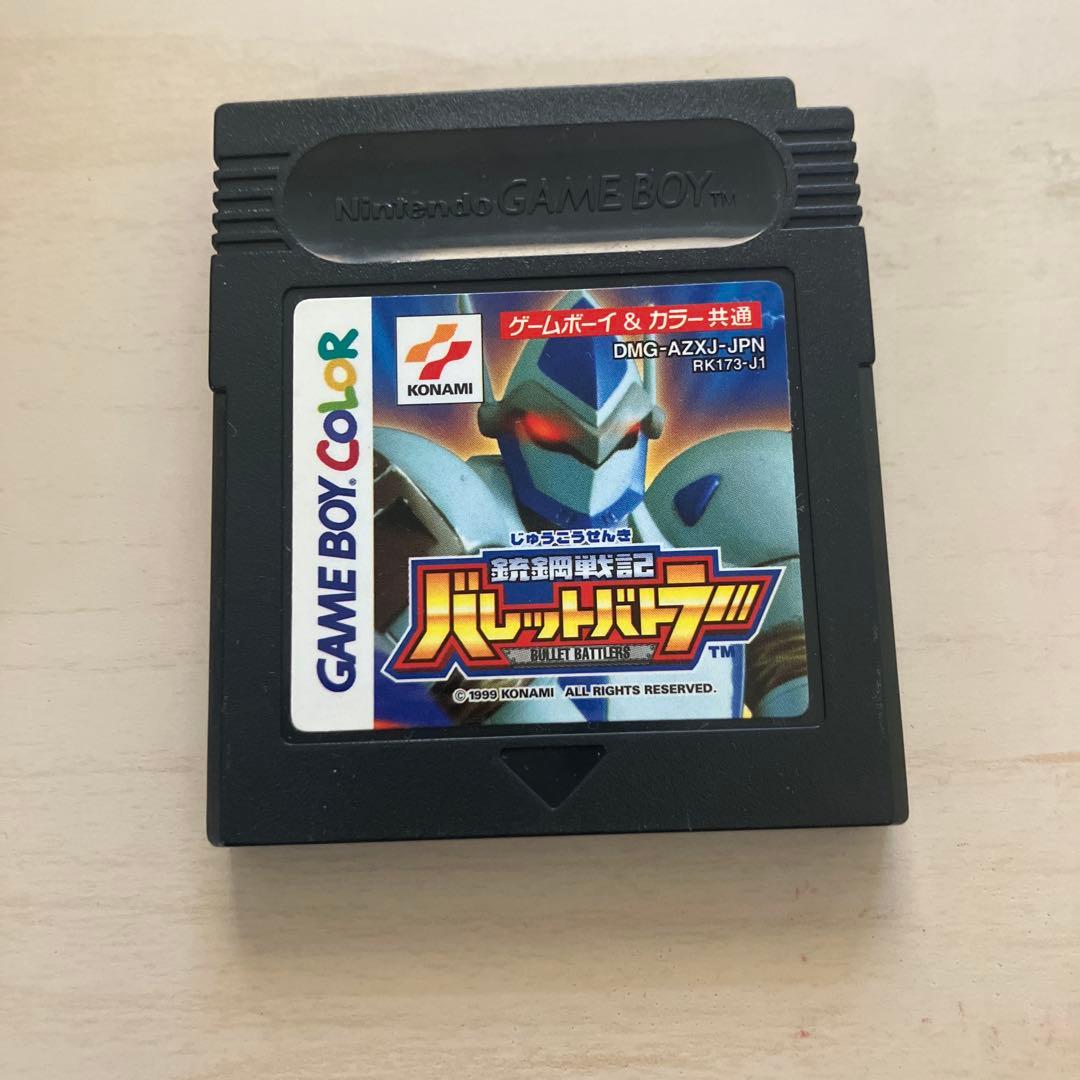 Nintendo GAME BOY™
GAME BOY® COLOR
KONAMI
ゲームボーイ & カラー共通
DMG-AZXJ-JPN
RK173-J1
じゅうこうせんき
銃鋼戦記
バレットバトラー
BULLET BATTLERS
TM
© 1999 KONAMI ALL RIGHTS RESERVED.